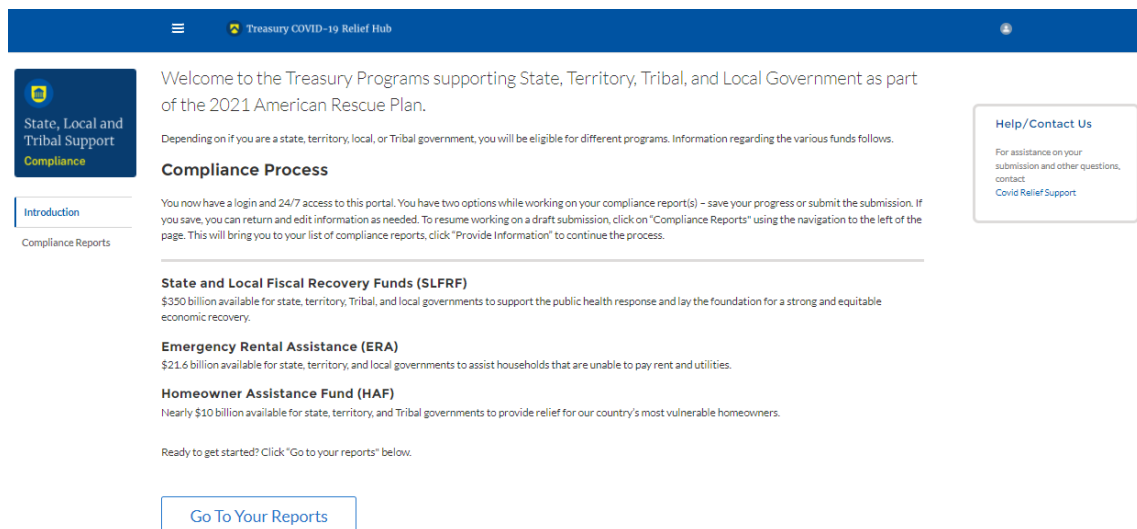 Treasury COVID-19 Relief Hub
State, Local and
Tribal Support
Compliance
Introduction
Compliance Reports
Welcome to the Treasury Programs supporting State, Territory, Tribal, and Local Government as part
of the 2021 American Rescue Plan.
Depending on if you are a state, territory, local, or Tribal government, you will be eligible for different programs. Information regarding the various funds follows.
Compliance Process
You now have a login and 24/7 access to this portal. You have two options while working on your compliance report(s) – save your progress or submit the submission. If
you save, you can return and edit information as needed. To resume working on a draft submission, click on "Compliance Reports" using the navigation to the left of the
page. This will bring you to your list of compliance reports, click "Provide Information" to continue the process.
State and Local Fiscal Recovery Funds (SLFRF)
$350 billion available for state, territory, Tribal, and local governments to support the public health response and lay the foundation for a strong and equitable
economic recovery.
Emergency Rental Assistance (ERA)
$21.6 billion available for state, territory, and local governments to assist households that are unable to pay rent and utilities.
Homeowner Assistance Fund (HAF)
Nearly $10 billion available for state, territory, and Tribal governments to provide relief for our country's most vulnerable homeowners.
Ready to get started? Click "Go to your reports" below.
Go To Your Reports
Help/Contact Us
For assistance on your
submission and other questions,
contact
Covid Relief Support